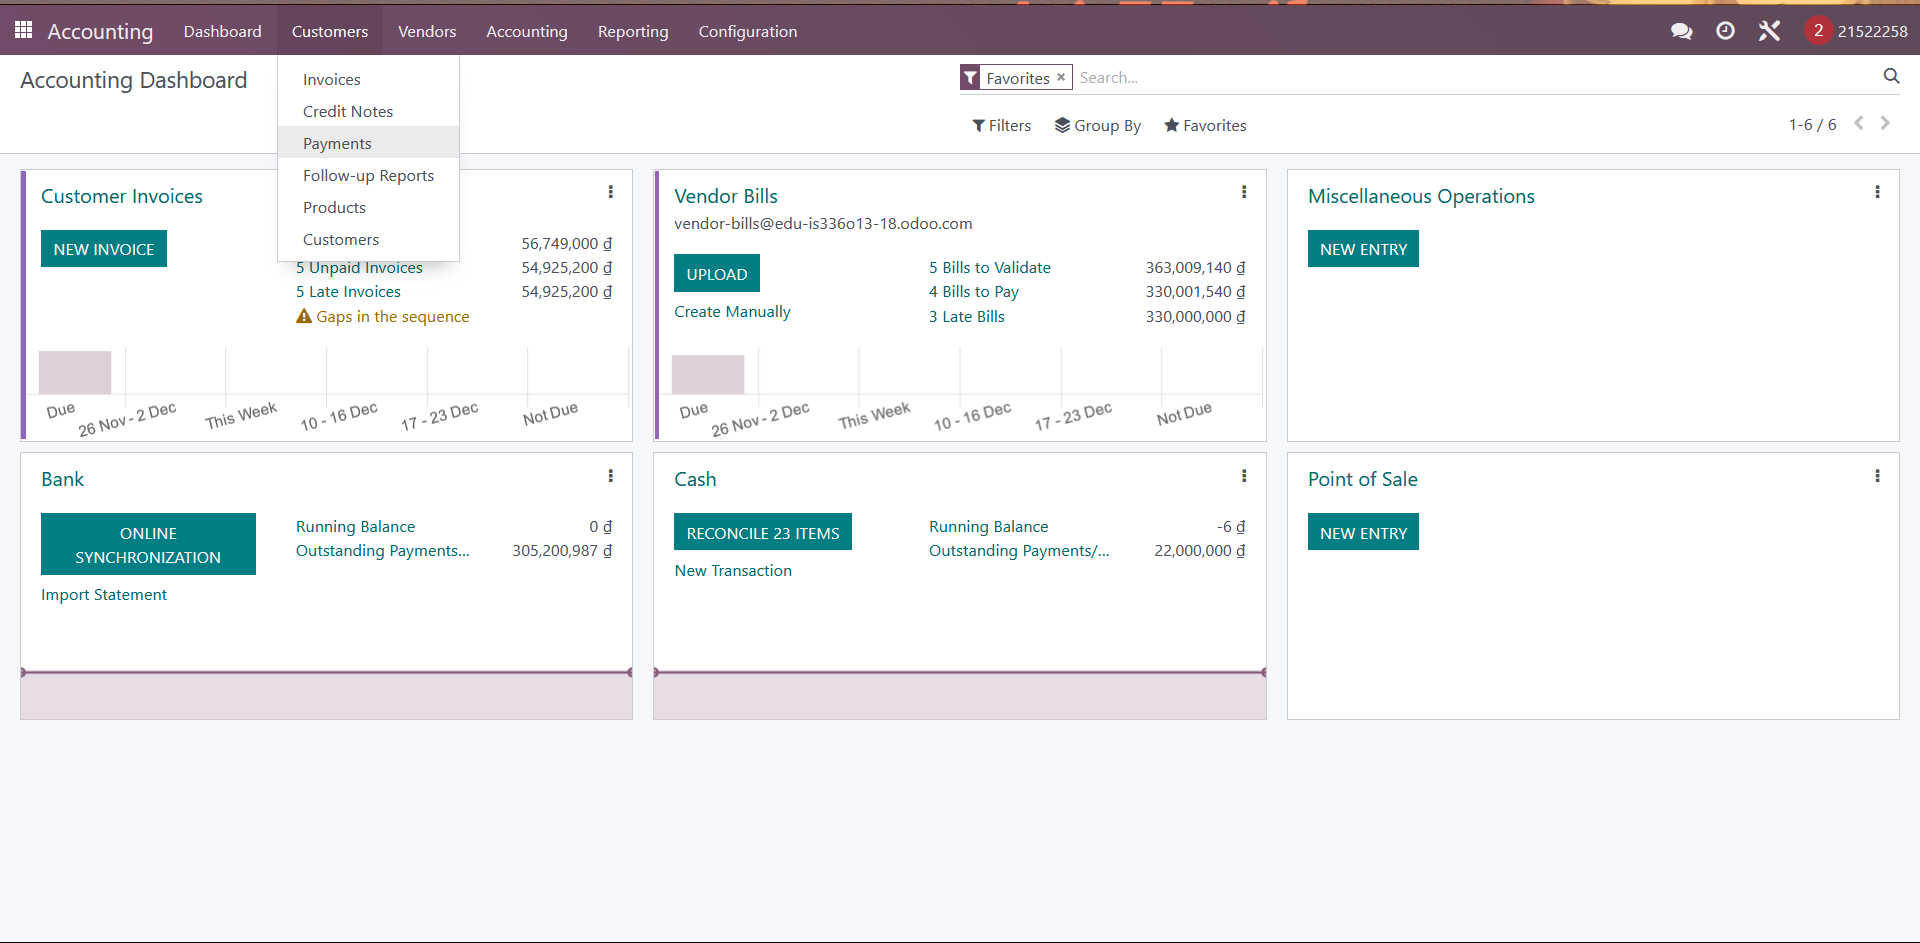 Accounting Dashboard Customers Vendors Accounting Reporting Configuration 2 21522258
Accounting Dashboard
Favorites × Search...
Filters Group By Favorites 1-6 / 6
Invoices
Credit Notes
Payments
Follow-up Reports
Products
Customers
Customer Invoices
NEW INVOICE
56,749,000 ₫
5 Unpaid Invoices 54,925,200 ₫
5 Late Invoices 54,925,200 ₫
Gaps in the sequence
Due 26 Nov - 2 Dec This Week 10 - 16 Dec 17 - 23 Dec Not Due
Vendor Bills
vendor-bills@edu-is336o13-18.odoo.com
UPLOAD
Create Manually
5 Bills to Validate 363,009,140 ₫
4 Bills to Pay 330,001,540 ₫
3 Late Bills 330,000,000 ₫
Due 26 Nov - 2 Dec This Week 10 - 16 Dec 17 - 23 Dec Not Due
Miscellaneous Operations
NEW ENTRY
Bank
ONLINE
SYNCHRONIZATION
Import Statement
Running Balance 0 ₫
Outstanding Payments... 305,200,987 ₫
Cash
RECONCILE 23 ITEMS
New Transaction
Running Balance -6 ₫
Outstanding Payments/... 22,000,000 ₫
Point of Sale
NEW ENTRY